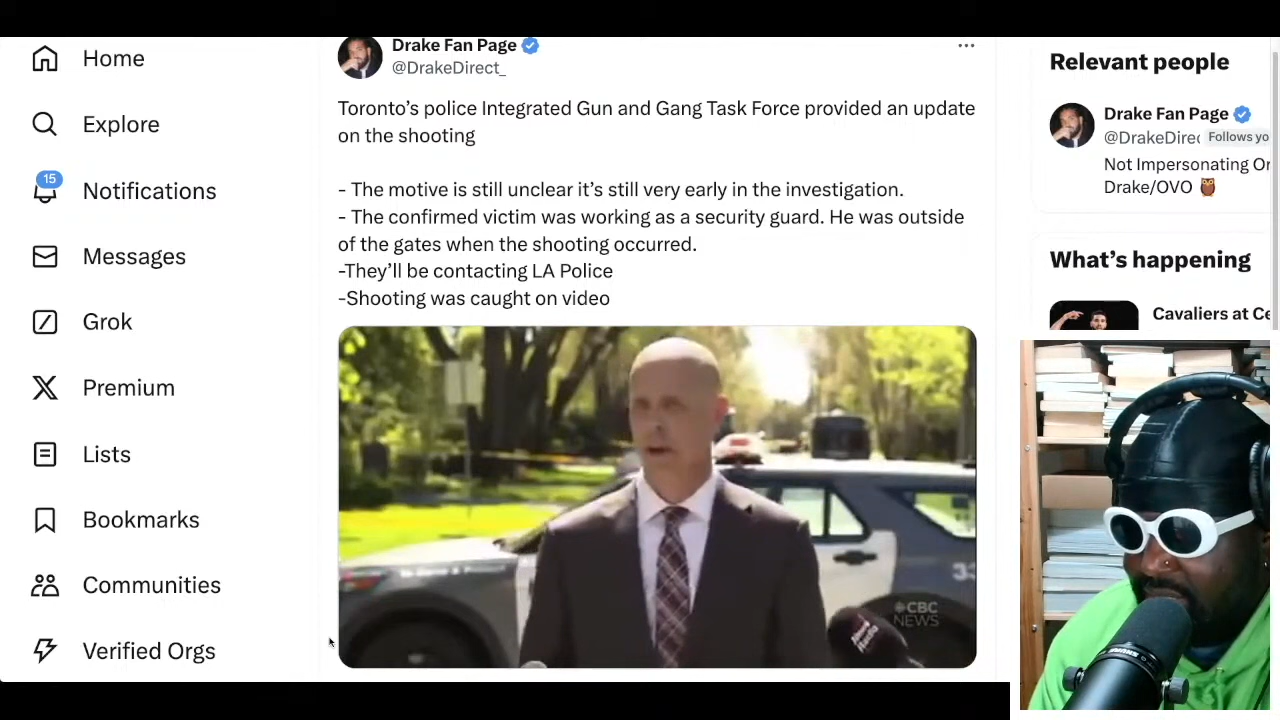 Home
Explore
15
Notifications
Messages
Grok
Premium
Lists
Bookmarks
Communities
Verified Orgs
Drake Fan Page
@DrakeDirect_
Toronto’s police Integrated Gun and Gang Task Force provided an update
on the shooting
- The motive is still unclear it’s still very early in the investigation.
- The confirmed victim was working as a security guard. He was outside
of the gates when the shooting occurred.
-They’ll be contacting LA Police
-Shooting was caught on video
33
CBC
NEWS
Relevant people
Drake Fan Page
@DrakeDirec Follows yo
Not Impersonating Or
Drake/OVO
What’s happening
Cavaliers at Ce